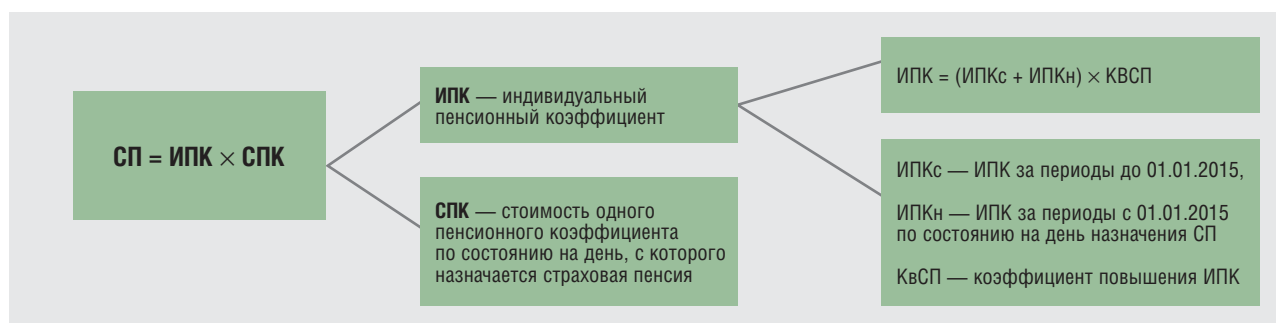 СП = ИПК × СПК
ИПК — индивидуальный
пенсионный коэффициент
СПК — стоимость одного
пенсионного коэффициента
по состоянию на день, с которого
назначается страховая пенсия
ИПК = (ИПКс + ИПКн) × КВСП
ИПКс — ИПК за периоды до 01.01.2015,
ИПКн — ИПК за периоды с 01.01.2015
по состоянию на день назначения СП
КвСП — коэффициент повышения ИПК